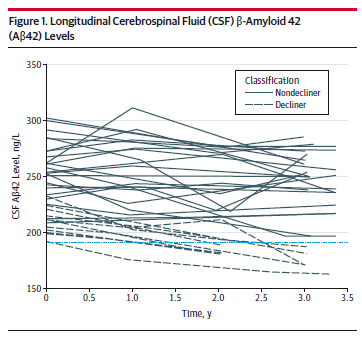 Figure 1. Longitudinal Cerebrospinal Fluid (CSF) β-Amyloid 42
(Aβ42) Levels
350
300
250
200
150
CSF Aβ42 Level, ng/L
Classification
Nondecliner
Decliner
0
0.5
1.0
1.5
2.0
2.5
3.0
3.5
Time, y